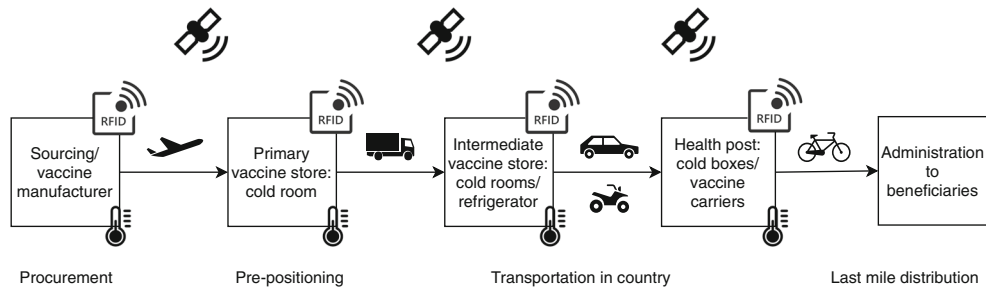 RFID
RFID
RFID
RFID
Sourcing/
vaccine
manufacturer
Primary
vaccine store:
cold room
Intermediate
vaccine store:
cold rooms/
refrigerator
Health post:
cold boxes/
vaccine
carriers
Administration
to
beneficiaries
Procurement
Pre-positioning
Transportation in country
Last mile distribution